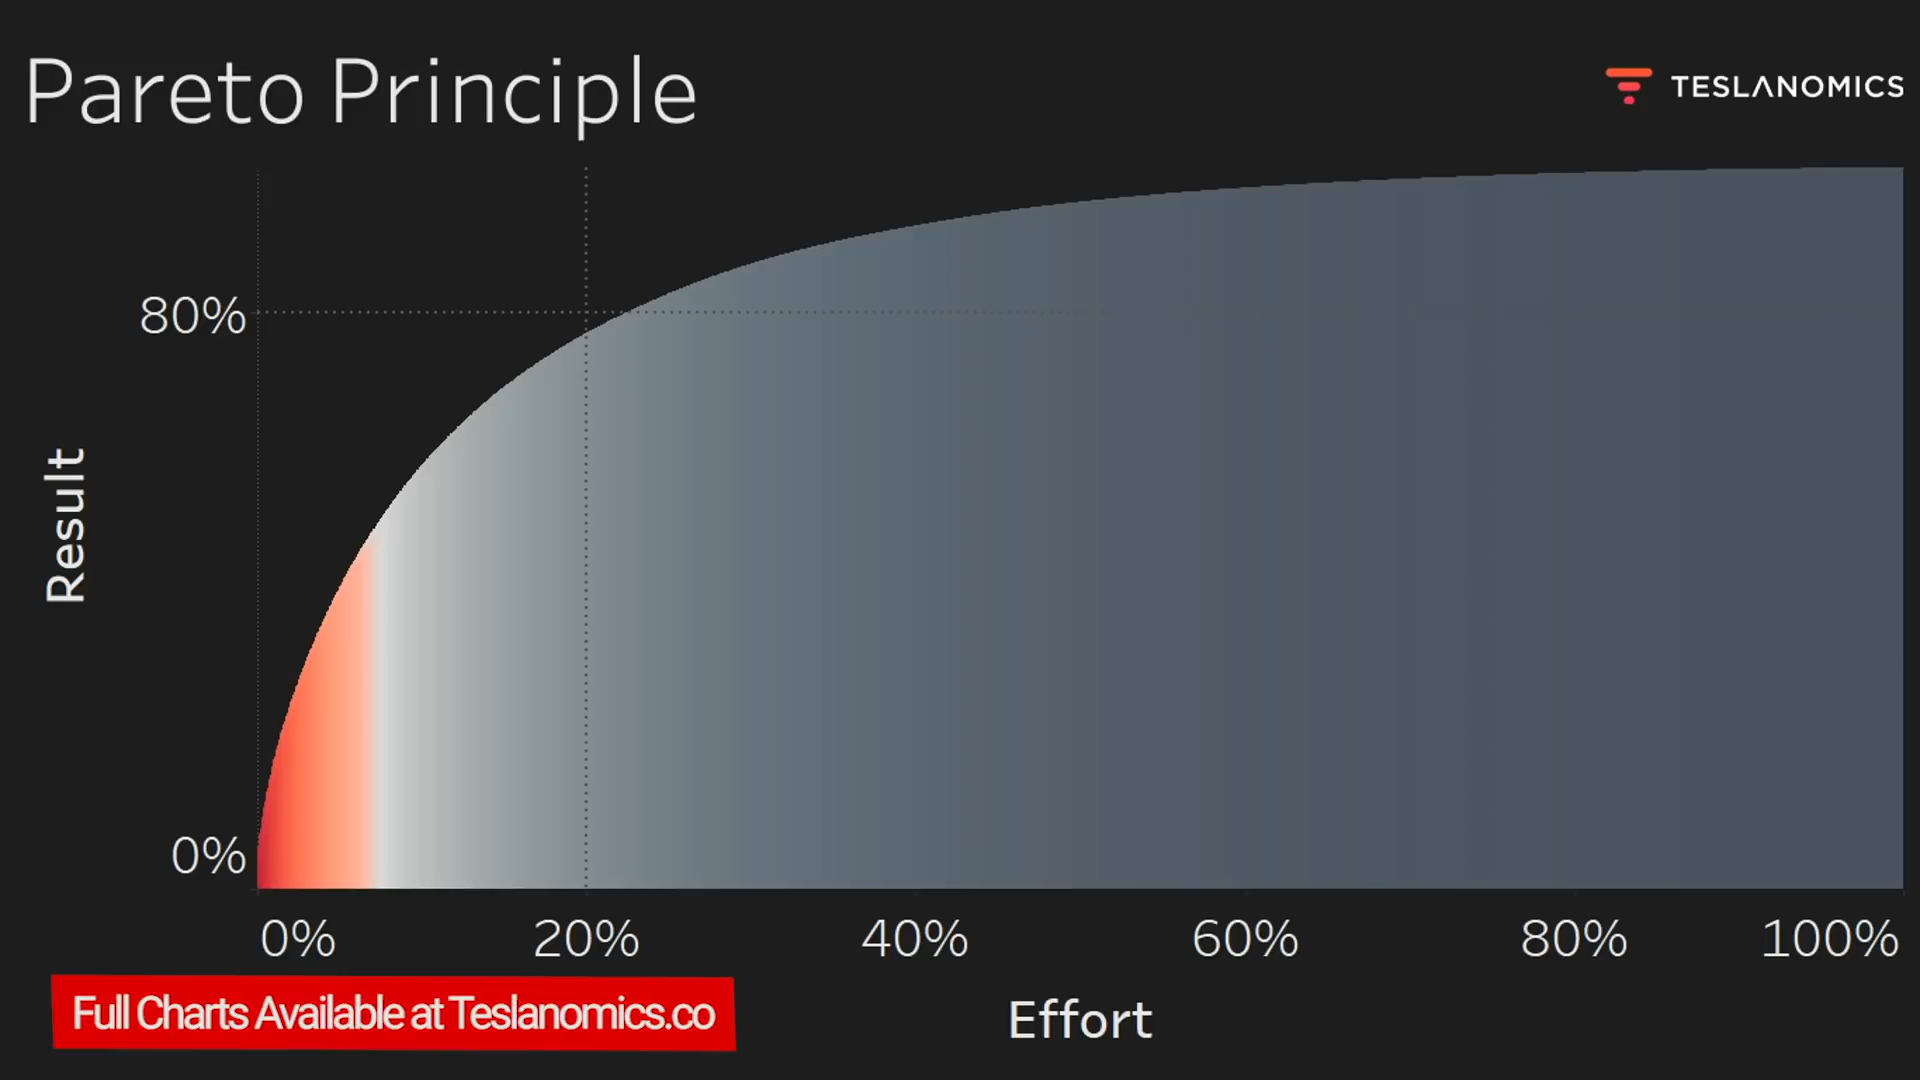 Pareto Principle
TESLANOMICS
80%
Result
0%
0% 20% 40% 60% 80% 100%
Effort
Full Charts Available at Teslanomics.co